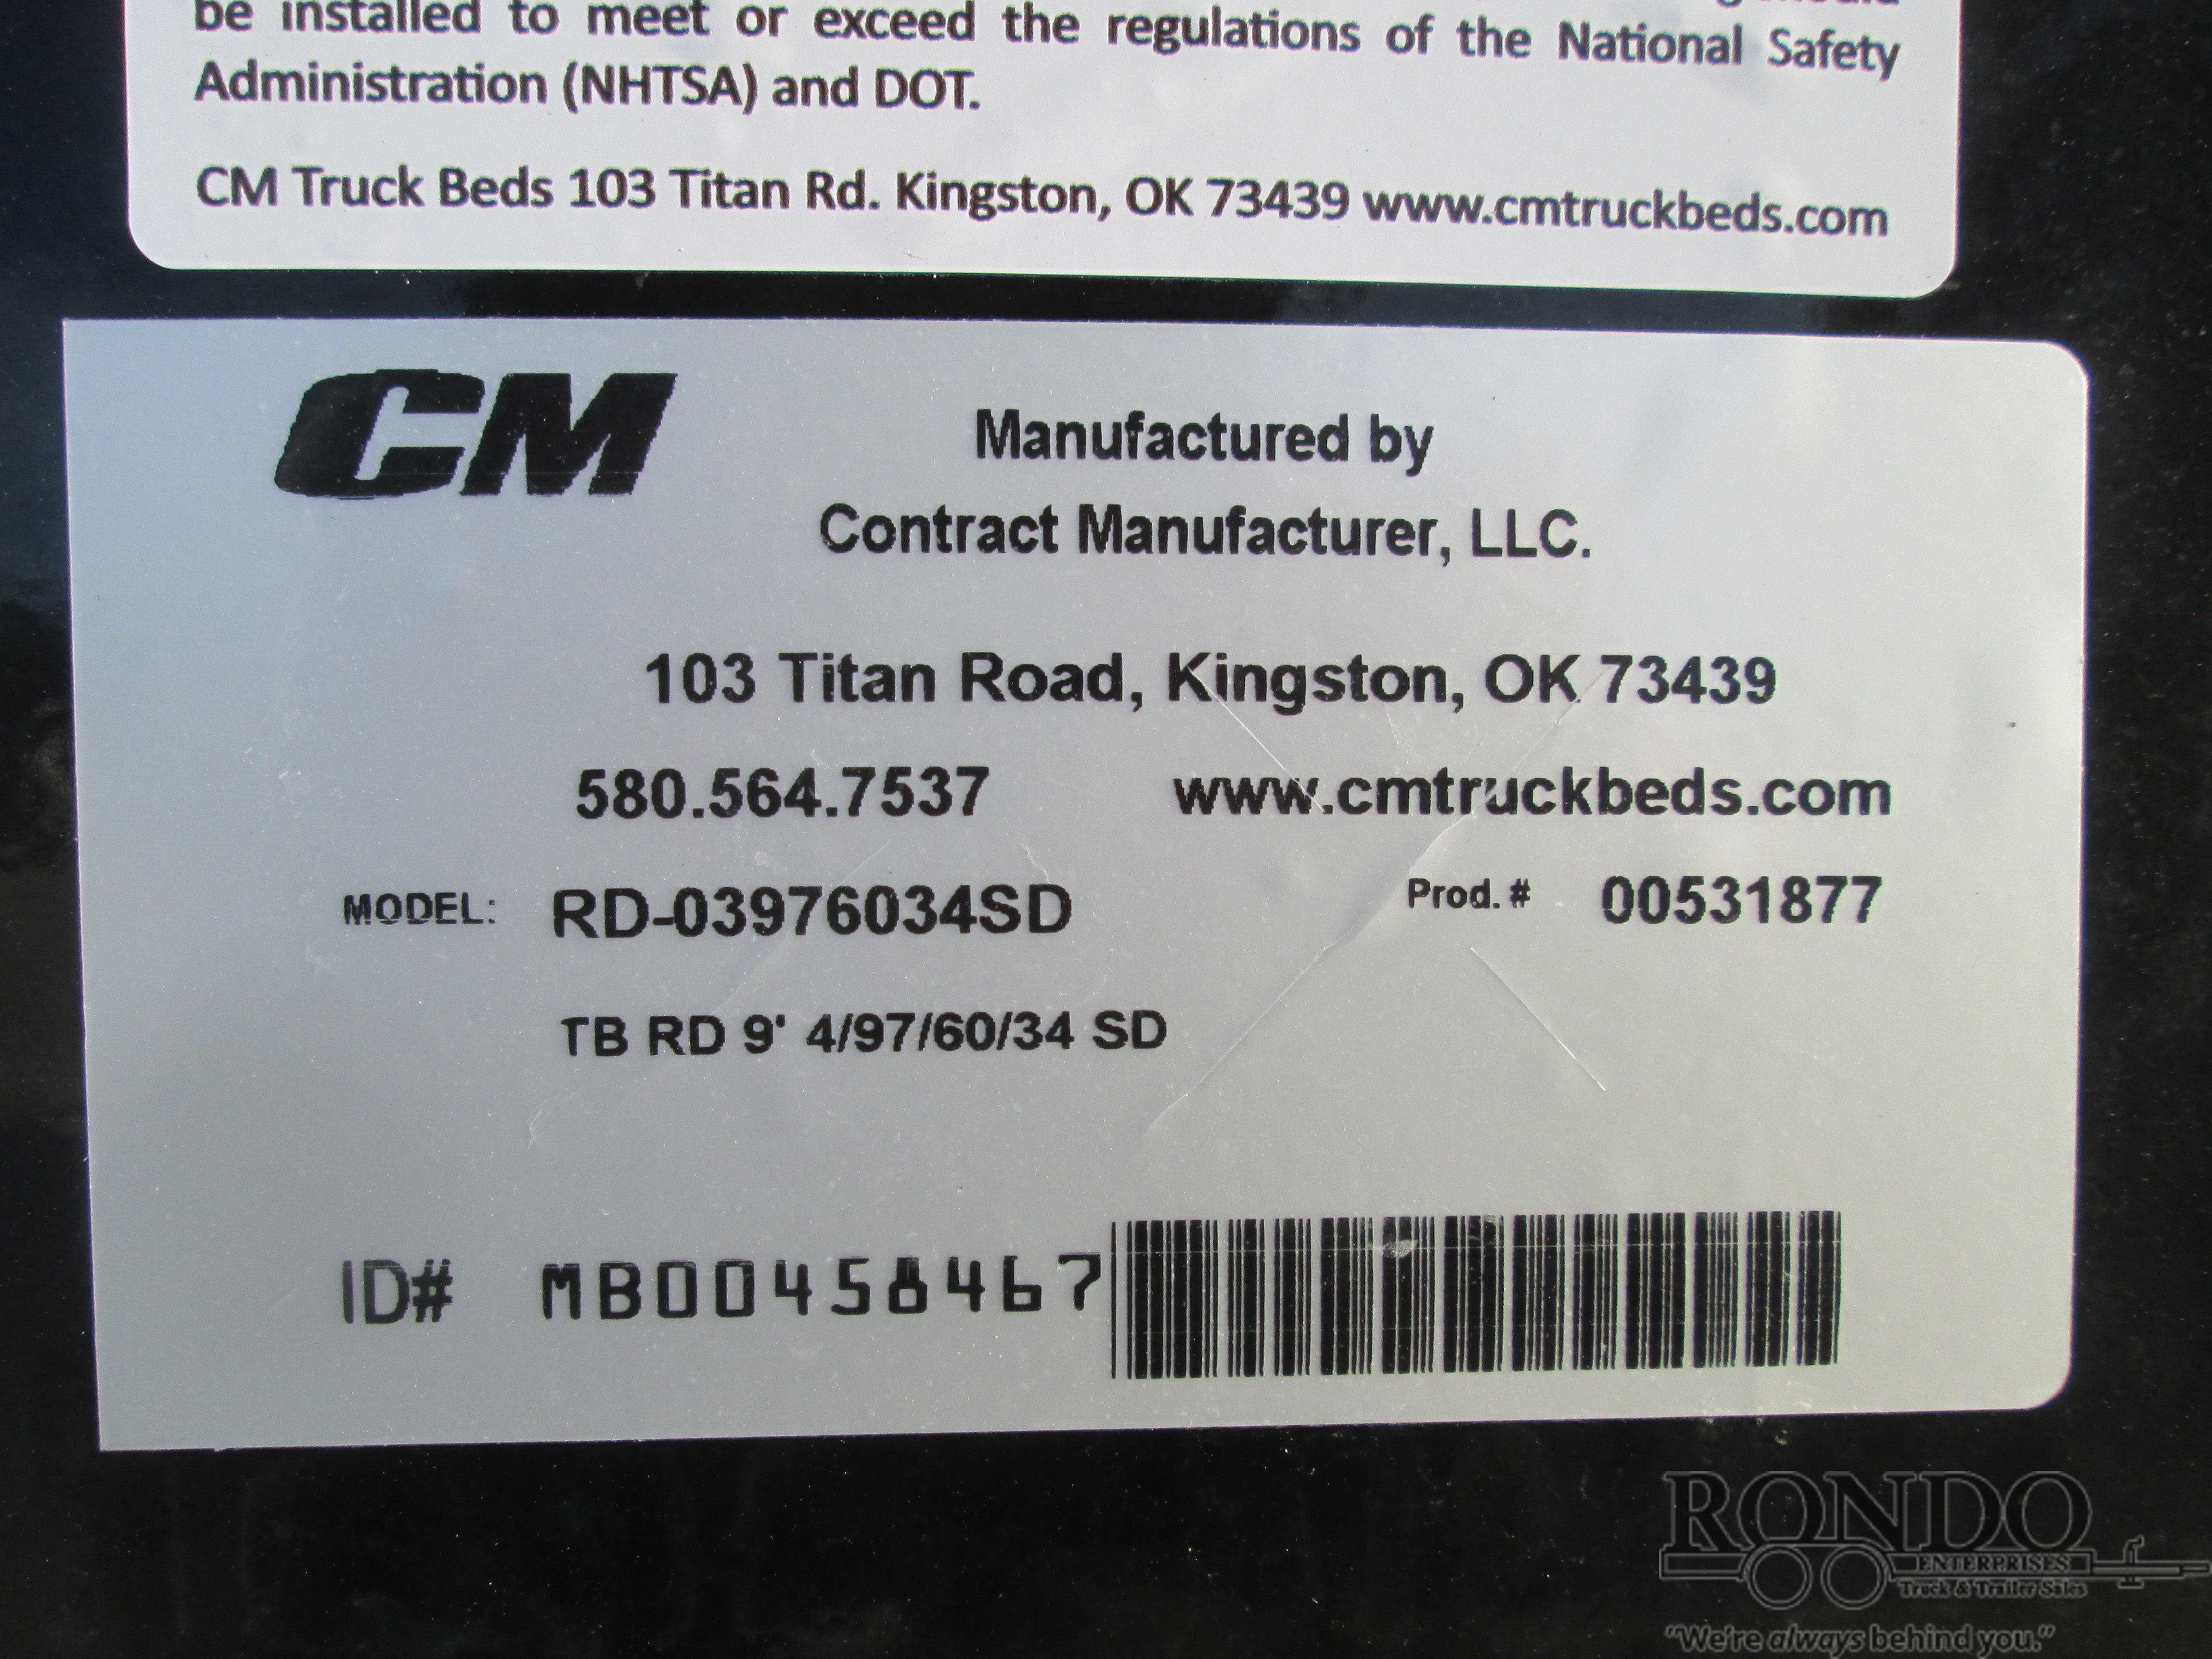 be installed to meet or exceed the regulations of the National Safety
Administration (NHTSA) and DOT.
CM Truck Beds 103 Titan Rd. Kingston, OK 73439 www.cmtruckbeds.com
CM
Manufactured by
Contract Manufacturer, LLC.
103 Titan Road, Kingston, OK 73439
580.564.7537 www.cmtruckbeds.com
MODEL: RD-03976034SD Prod. # 00531877
TB RD 9' 4/97/60/34 SD
ID# MB00458467
RONDO
ENTERPRISES
Truck & Trailer Sales
"We're always behind you."